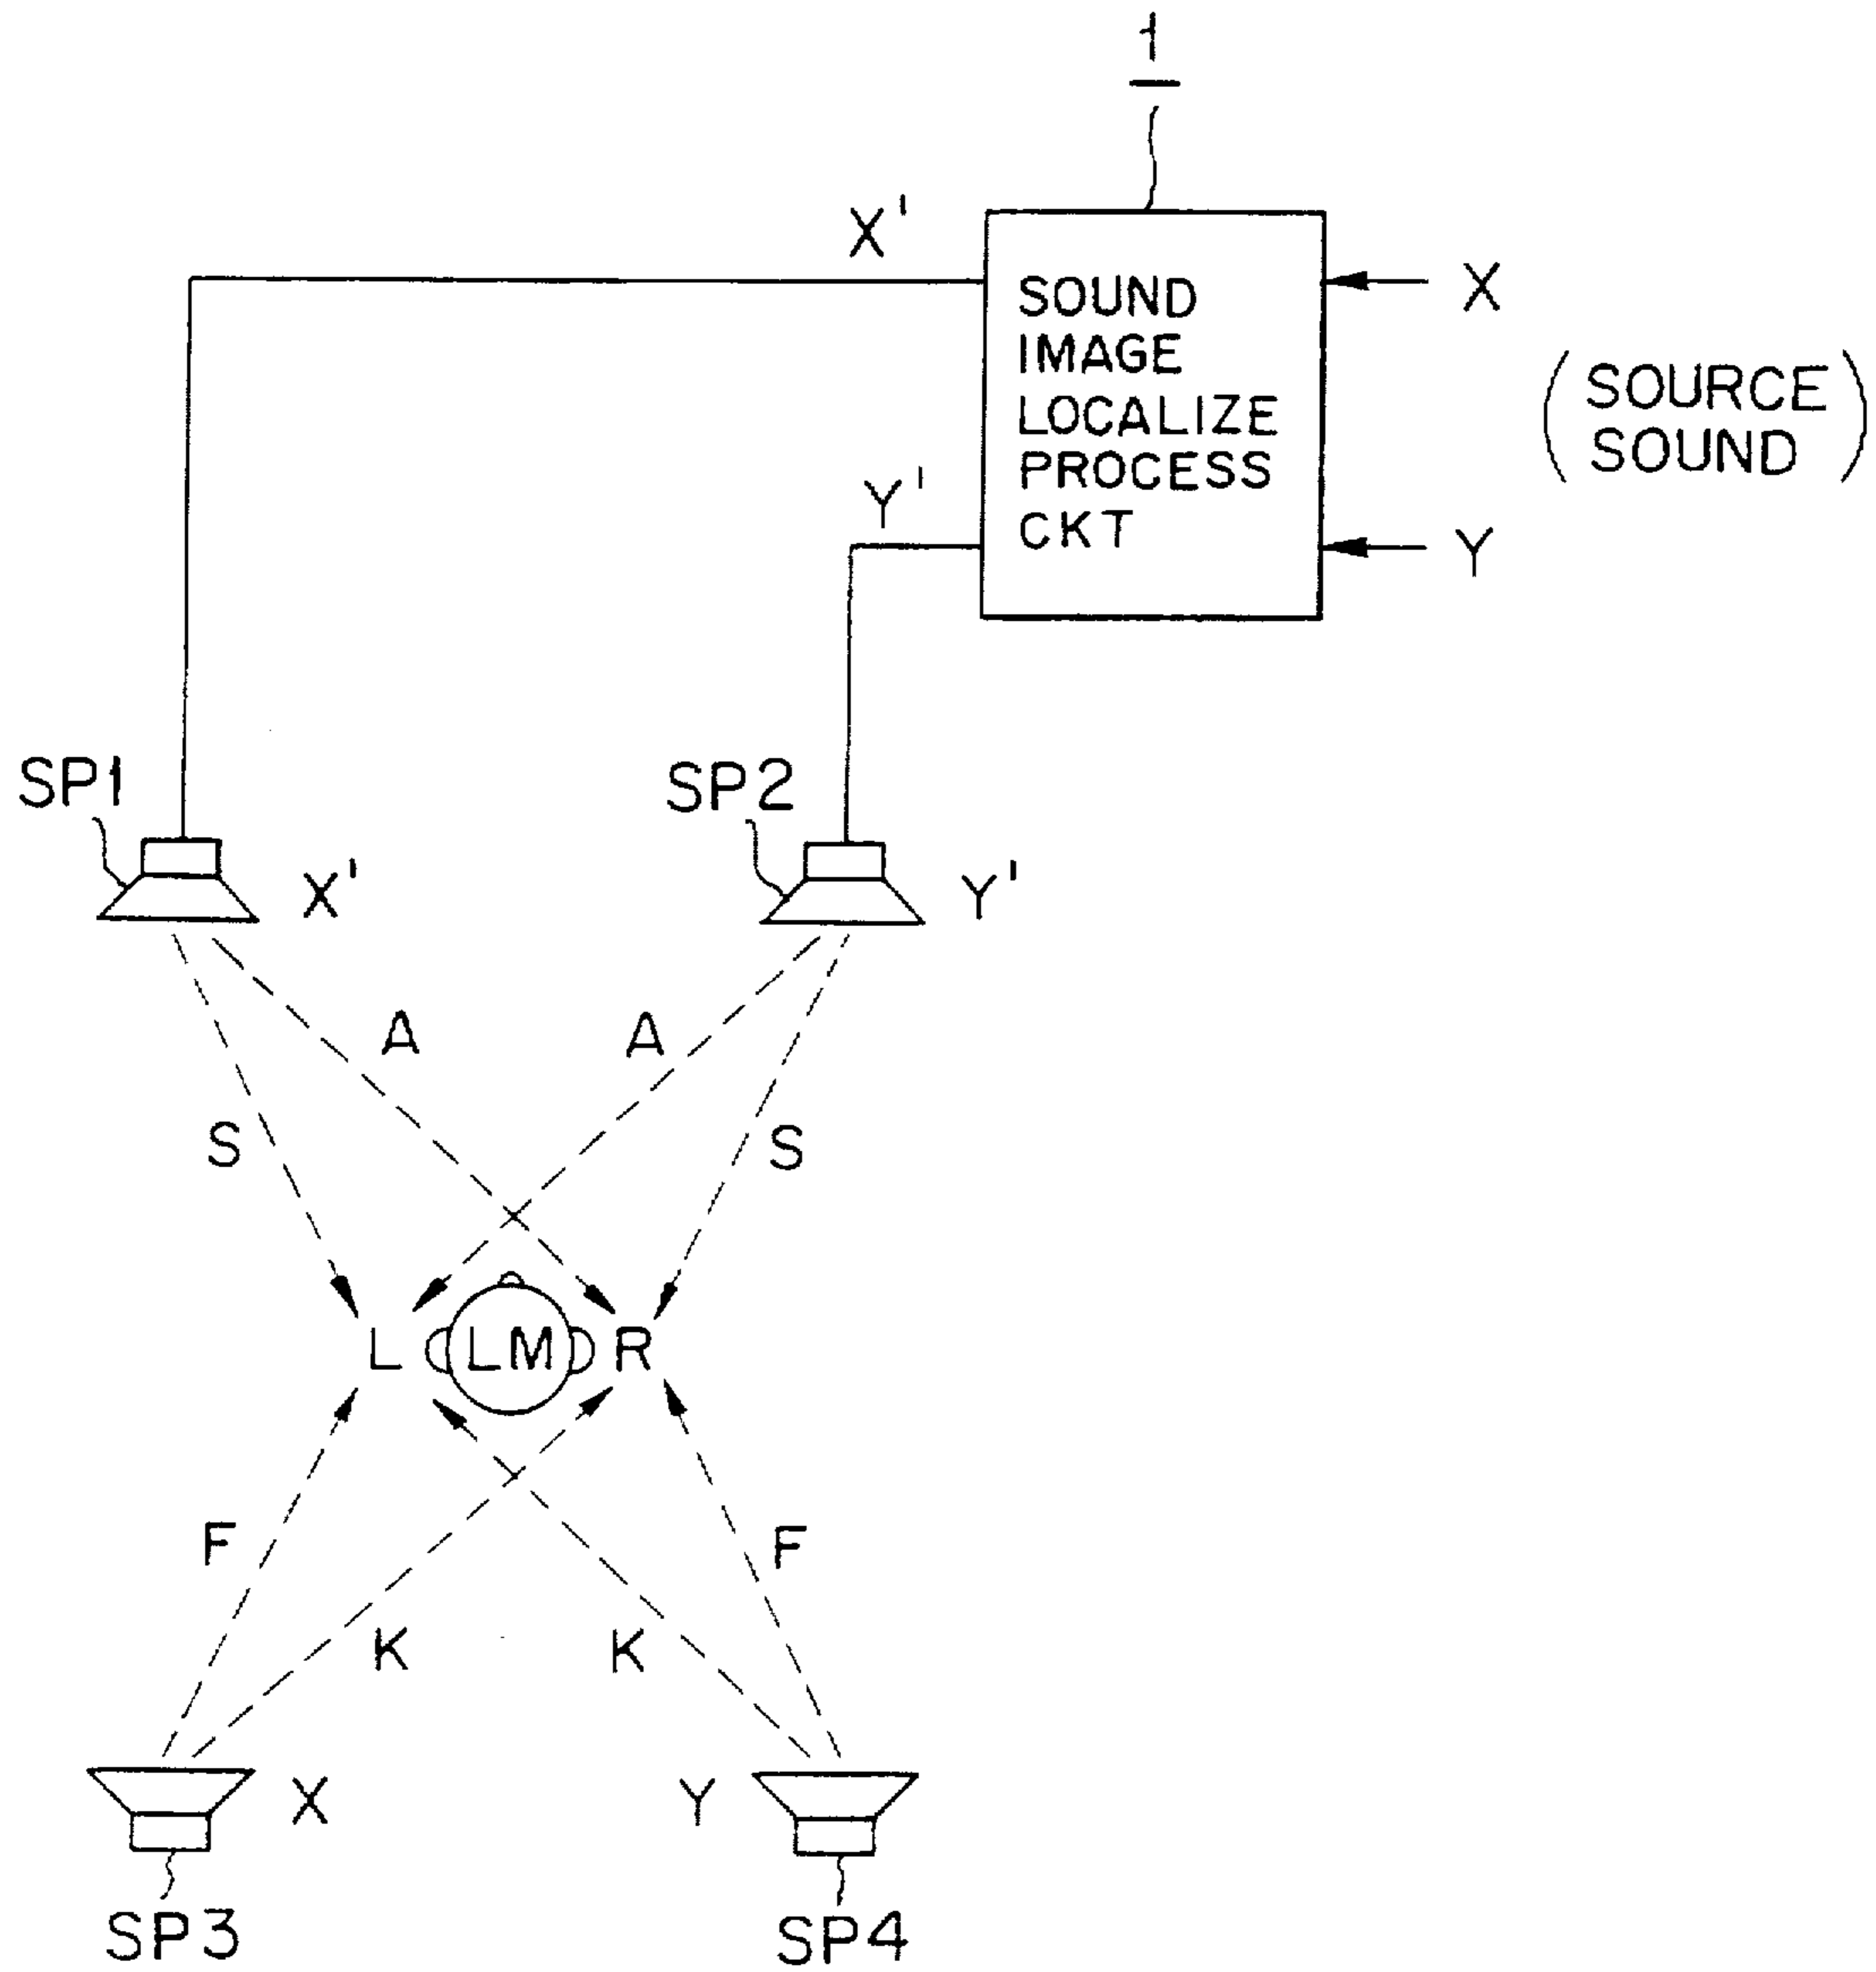 1
X'
X
SOUND
IMAGE
LOCALIZE
PROCESS
CKT
(SOURCE
SOUND)
Y'
Y
SP1
SP2
X'
Y'
A
A
S
S
L
LM
R
F
F
K
K
X
Y
SP3
SP4